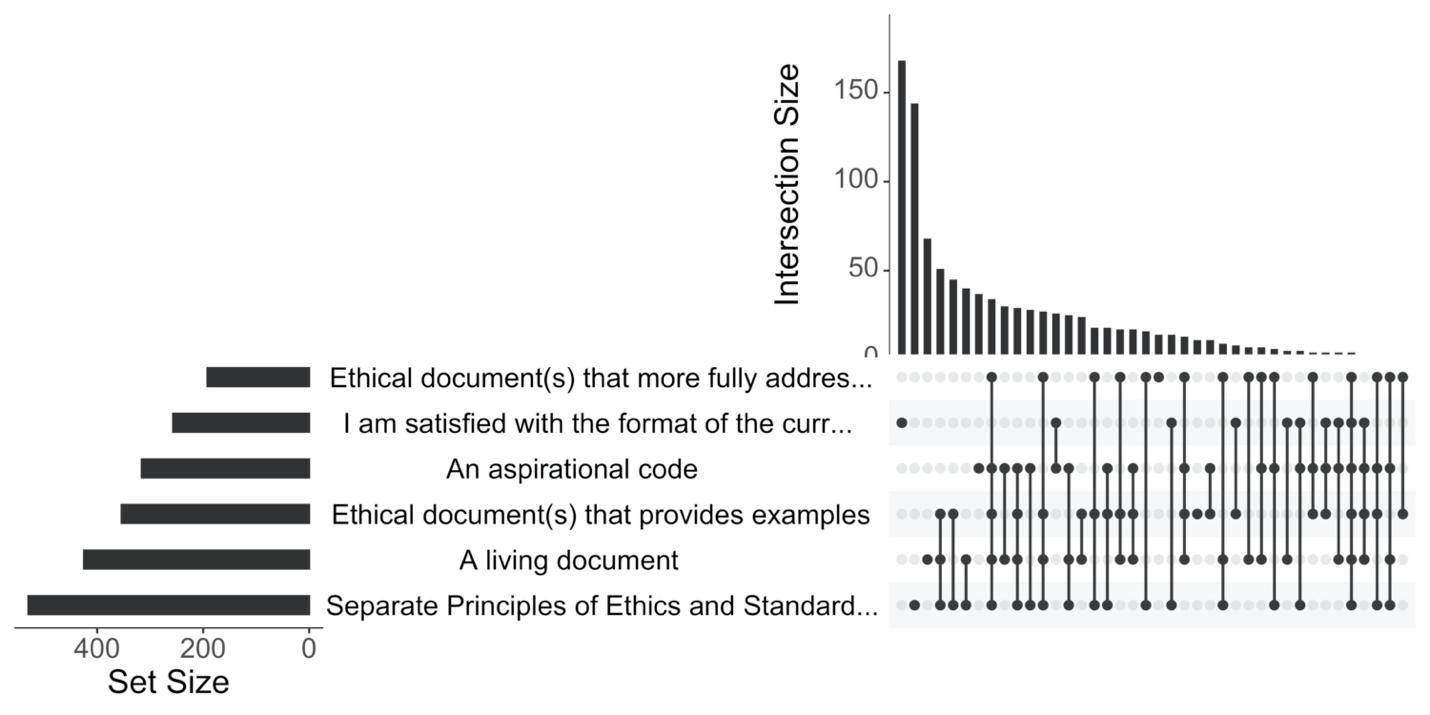 Intersection Size
150
100
50
0
Ethical document(s) that more fully addres...
I am satisfied with the format of the curr...
An aspirational code
Ethical document(s) that provides examples
A living document
Separate Principles of Ethics and Standard...
400 200 0
Set Size